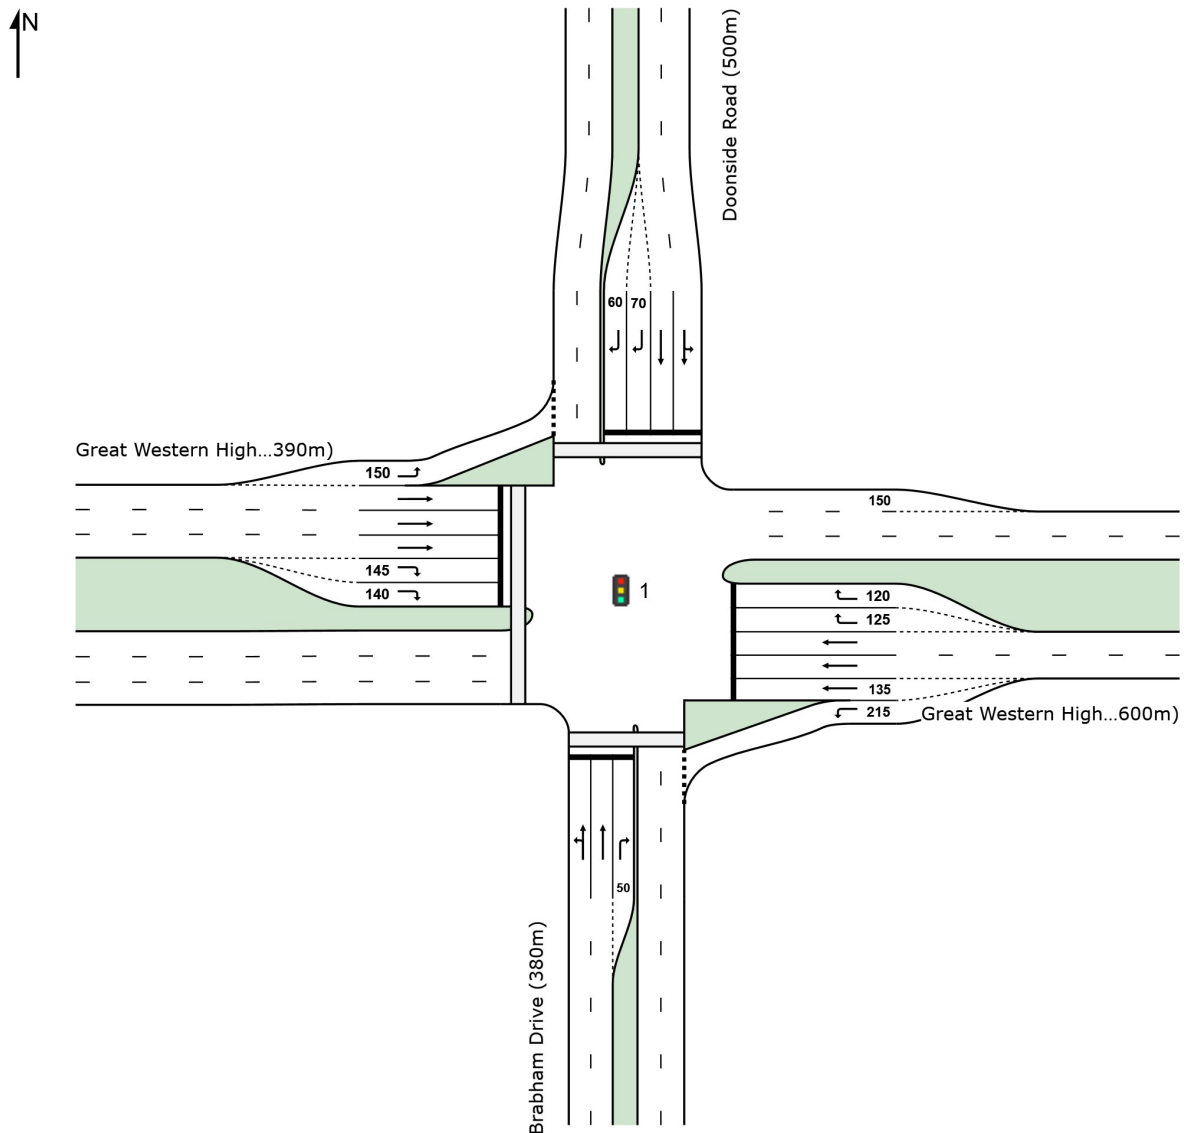 N
Doonside Road (500m)
60 70
Great Western High...390m)
150
150
145
140
1
120
125
135
215
Great Western High...600m)
50
Brabham Drive (380m)